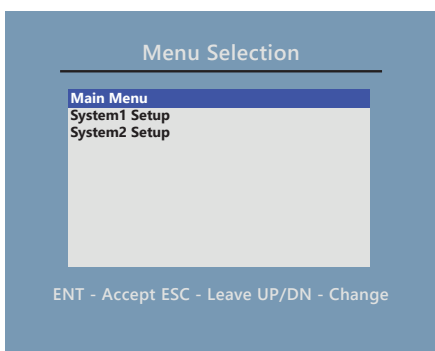 Menu Selection
Main Menu
System1 Setup
System2 Setup
ENT - Accept ESC - Leave UP/DN - Change